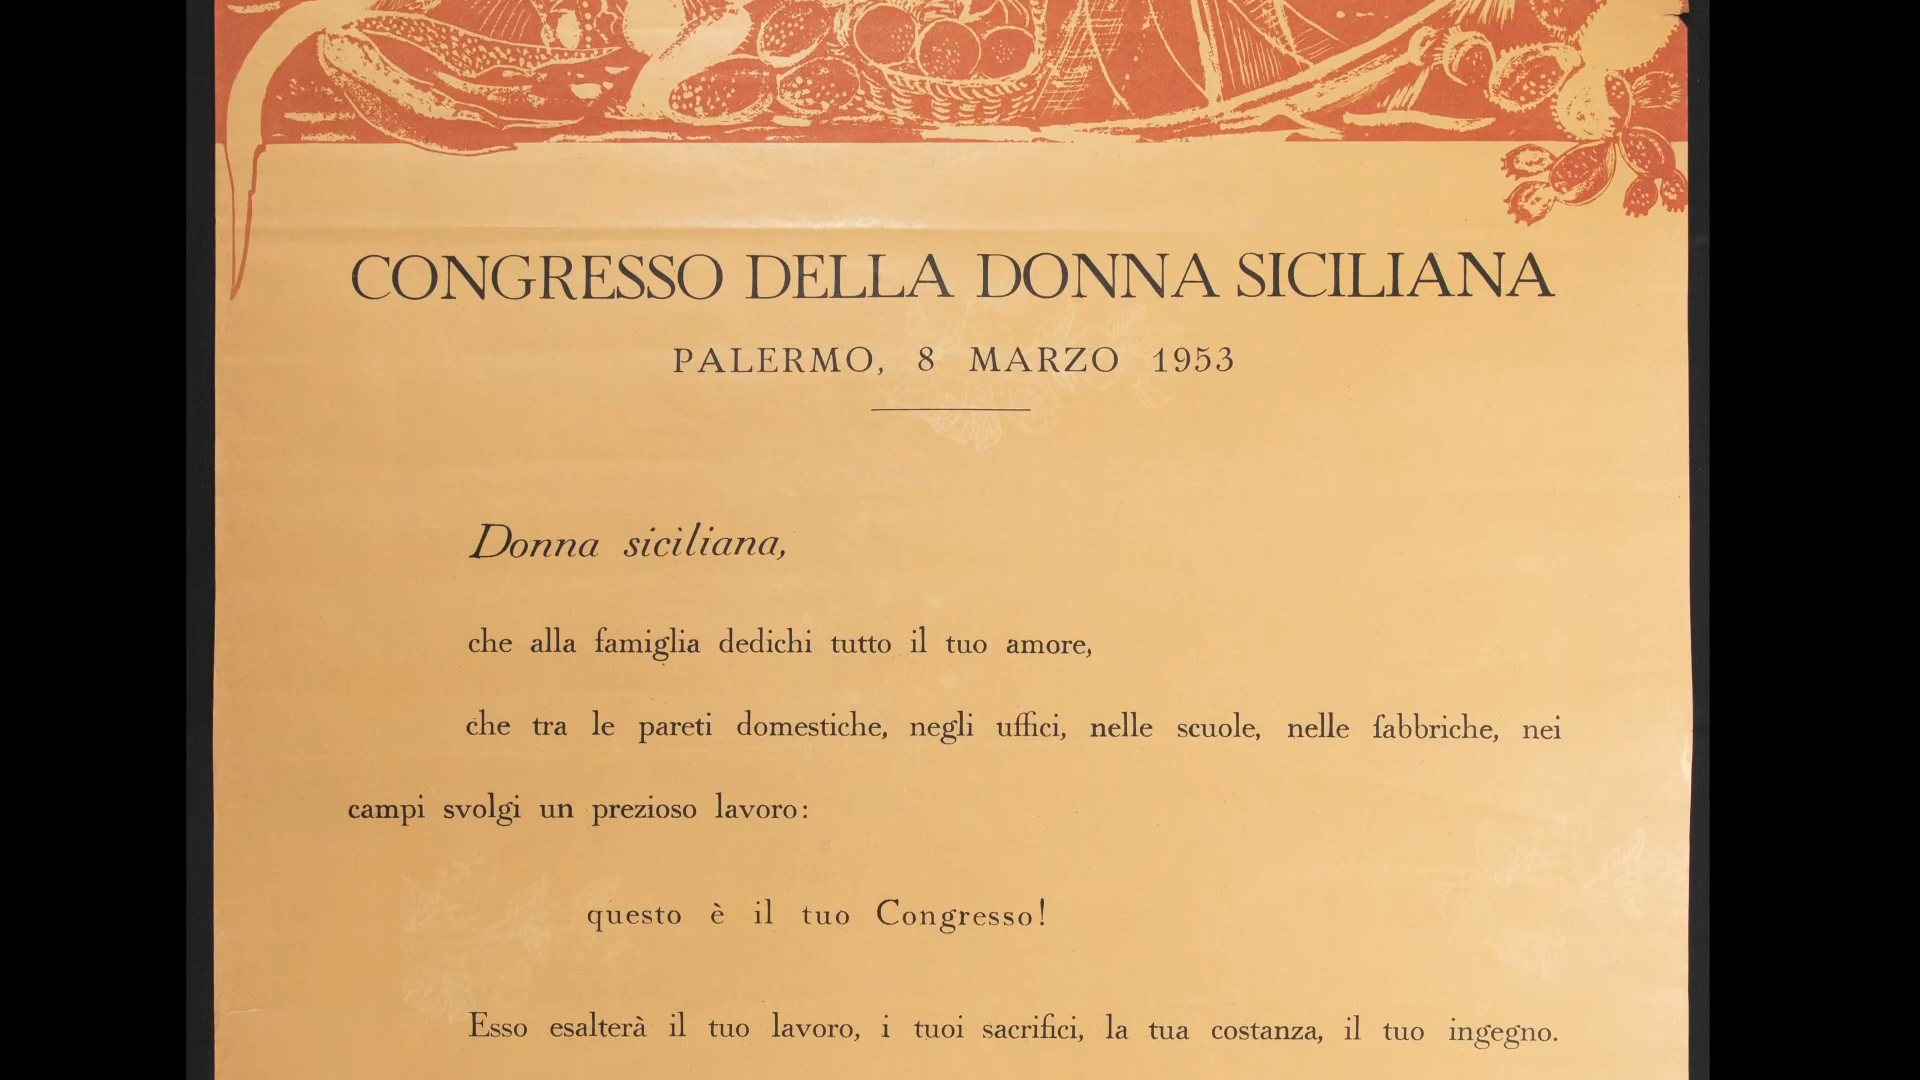 CONGRESSO DELLA DONNA SICILIANA
PALERMO, 8 MARZO 1953
Donna siciliana,
che alla famiglia dedichi tutto il tuo amore,
che tra le pareti domestiche, negli uffici, nelle scuole, nelle fabbriche, nei
campi svolgi un prezioso lavoro:
questo è il tuo Congresso!
Esso esalterà il tuo lavoro, i tuoi sacrifici, la tua costanza, il tuo ingegno.